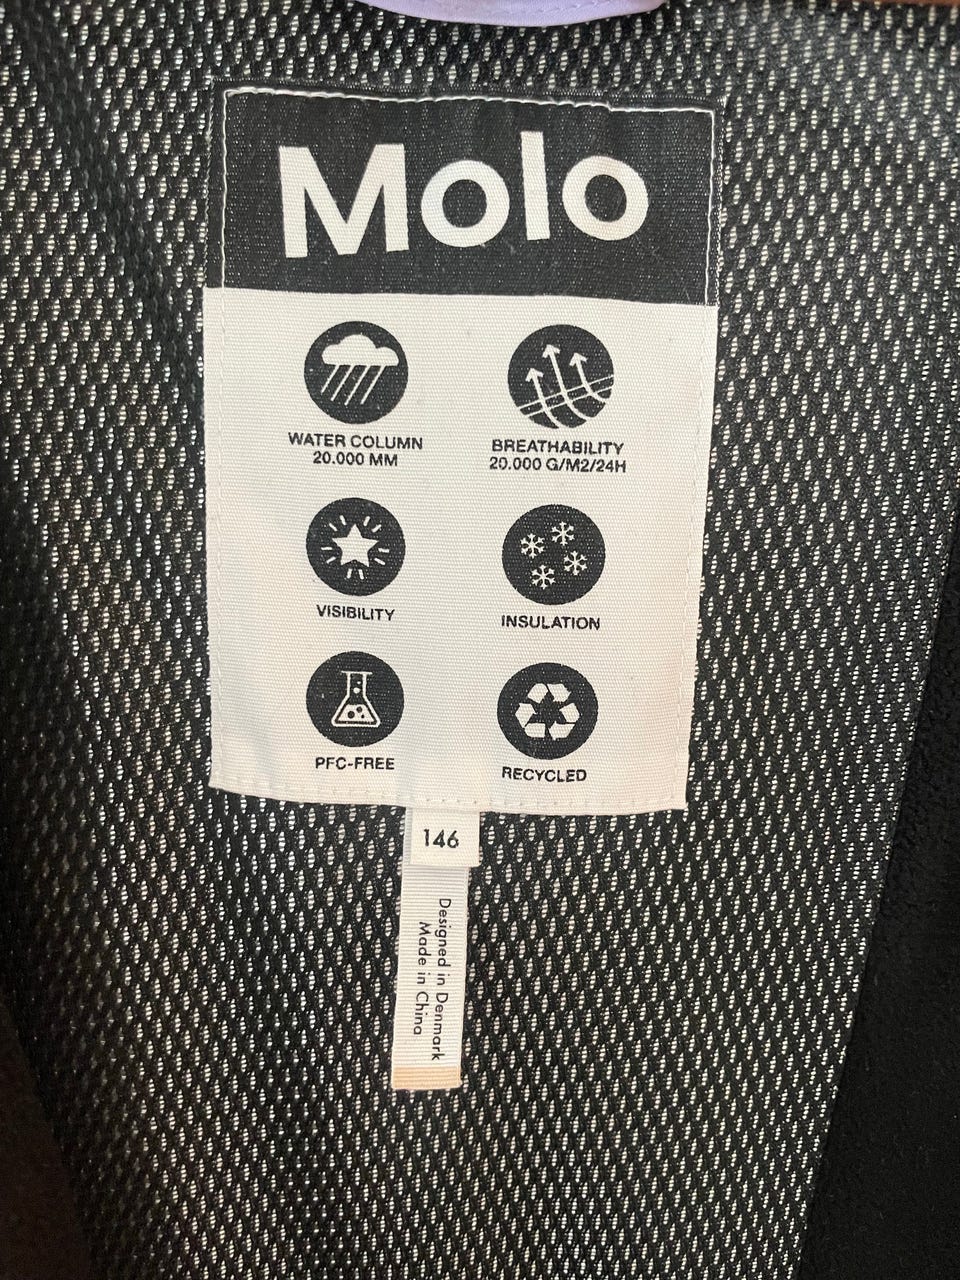 Molo
WATER COLUMN
20.000 MM
BREATHABILITY
20.000 G/M2/24H
VISIBILITY
INSULATION
PFC-FREE
RECYCLED
146
Designed in Denmark
Made in China